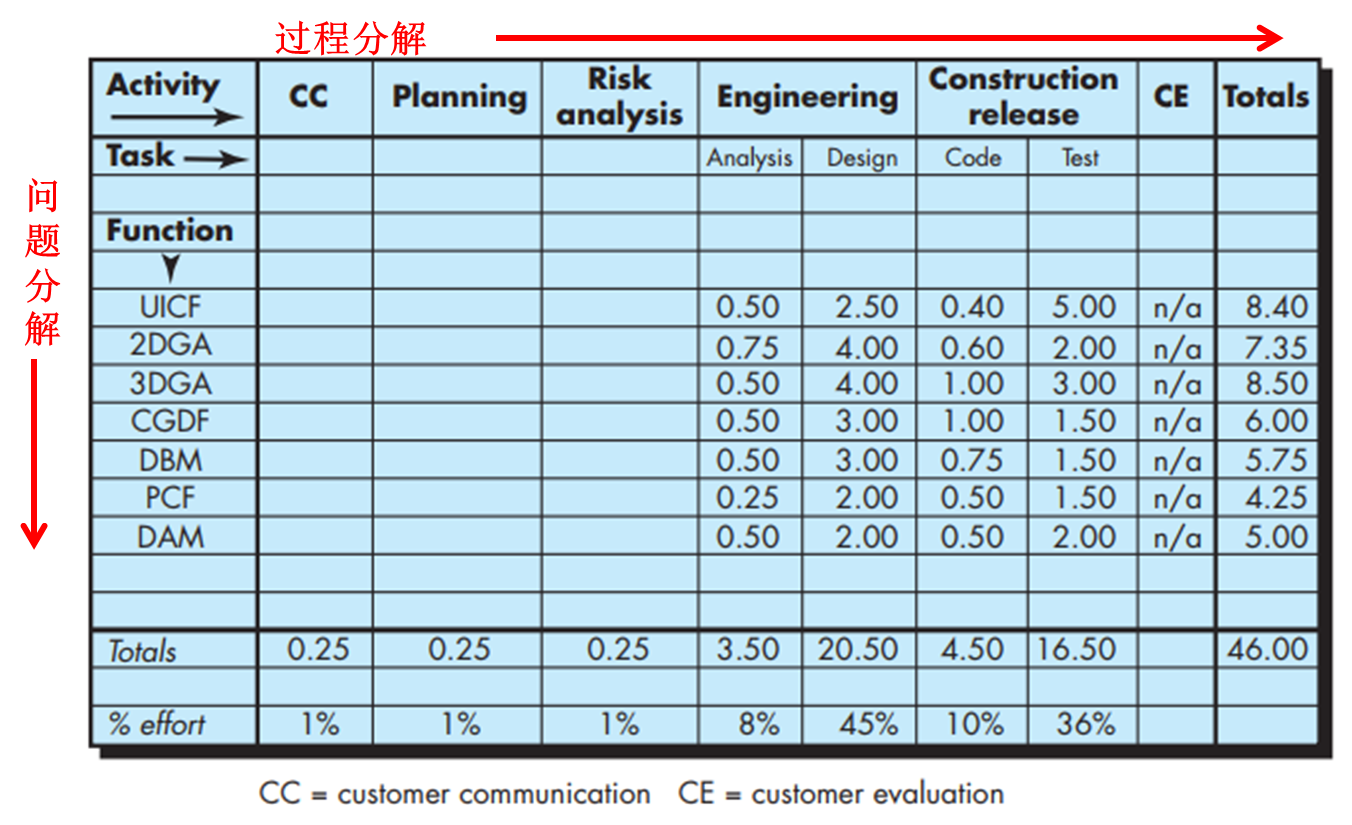 过程分解
问题分解
Activity CC Planning Risk analysis Engineering Construction release CE Totals
Task Analysis Design Code Test
Function
UICF 0.50 2.50 0.40 5.00 n/a 8.40
2DGA 0.75 4.00 0.60 2.00 n/a 7.35
3DGA 0.50 4.00 1.00 3.00 n/a 8.50
CGDF 0.50 3.00 1.00 1.50 n/a 6.00
DBM 0.50 3.00 0.75 1.50 n/a 5.75
PCF 0.25 2.00 0.50 1.50 n/a 4.25
DAM 0.50 2.00 0.50 2.00 n/a 5.00
Totals 0.25 0.25 0.25 3.50 20.50 4.50 16.50 46.00
% effort 1% 1% 1% 8% 45% 10% 36%
CC = customer communication CE = customer evaluation